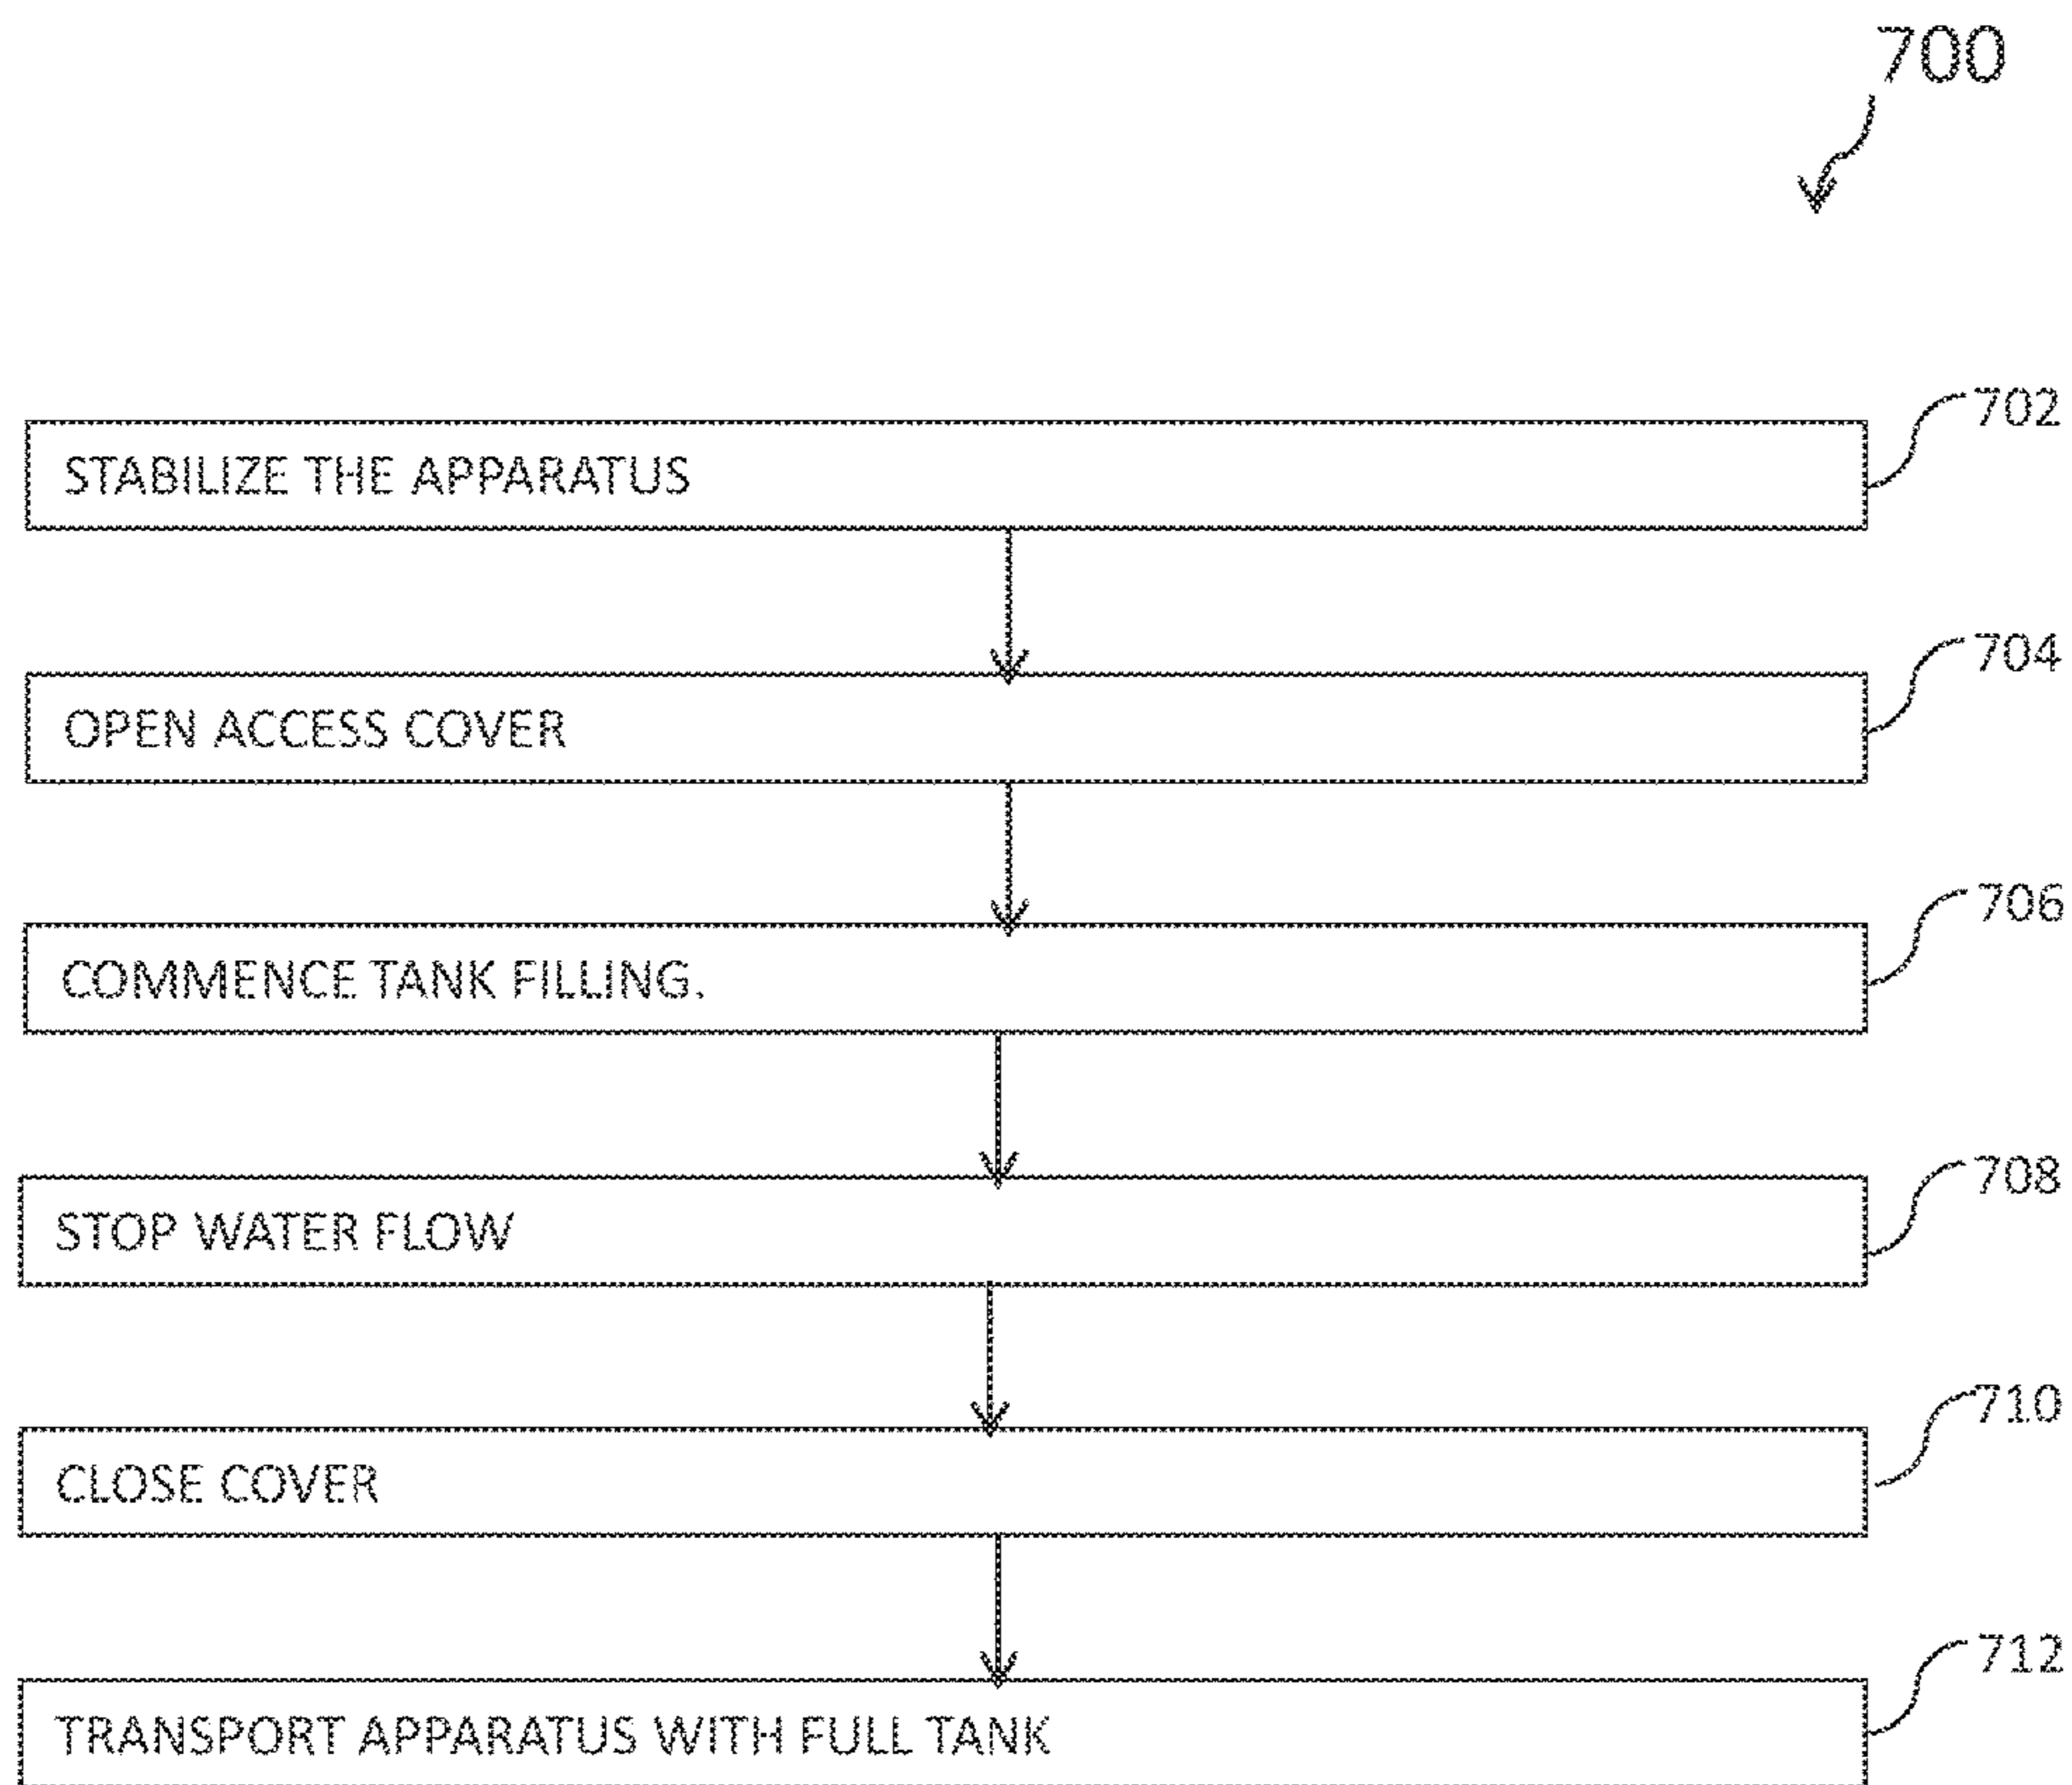 700
702
STABILIZE THE APPARATUS
704
OPEN ACCESS COVER
706
COMMENCE TANK FILLING.
708
STOP WATER FLOW
710
CLOSE COVER
712
TRANSPORT APPARATUS WITH FULL TANK